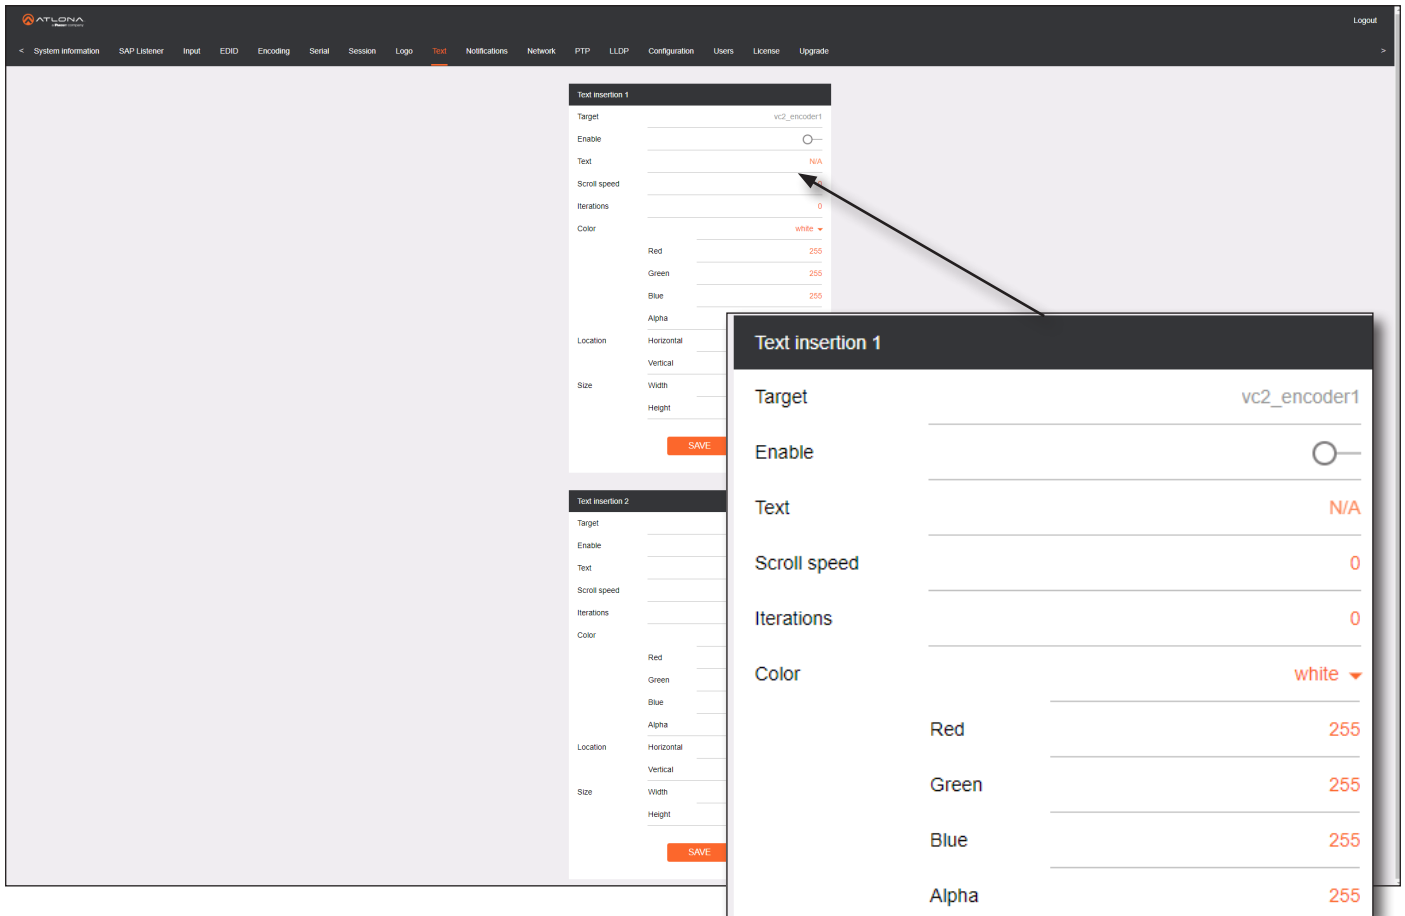 ATLONA
Logout
< System information SAP Listener Input EDID Encoding Serial Session Logo Text Notifications Network PTP LLDP Configuration Users License Upgrade >
Text insertion 1
Target vc2_encoder1
Enable
Text N/A
Scroll speed
Iterations 0
Color white
Red 255
Green 255
Blue 255
Alpha
Location Horizontal
Vertical
Size Width
Height
SAVE
Text insertion 2
Target
Enable
Text
Scroll speed
Iterations
Color
Red
Green
Blue
Alpha
Location Horizontal
Vertical
Size Width
Height
SAVE
Text insertion 1
Target vc2_encoder1
Enable
Text N/A
Scroll speed 0
Iterations 0
Color white
Red 255
Green 255
Blue 255
Alpha 255